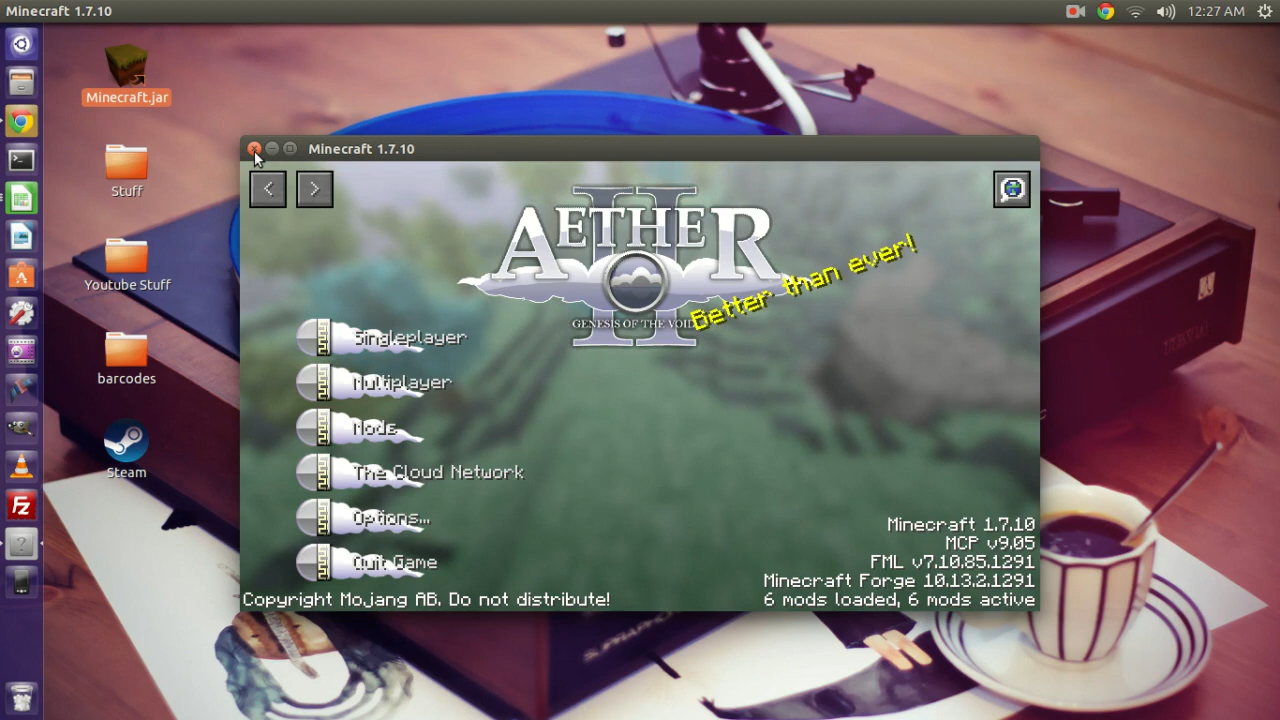 Minecraft 1.7.10
12:27 AM
Minecraft.jar
Stuff
Youtube Stuff
barcodes
Steam
Minecraft 1.7.10
AETHER
II
GENESIS OF THE VOID
Better than ever!
Singleplayer
Multiplayer
Mods
The Cloud Network
Options...
Quit Game
Copyright Mojang AB. Do not distribute!
Minecraft 1.7.10
MCP v9.05
FML v7.10.85.1291
Minecraft Forge 10.13.2.1291
6 mods loaded, 6 mods active
Fz